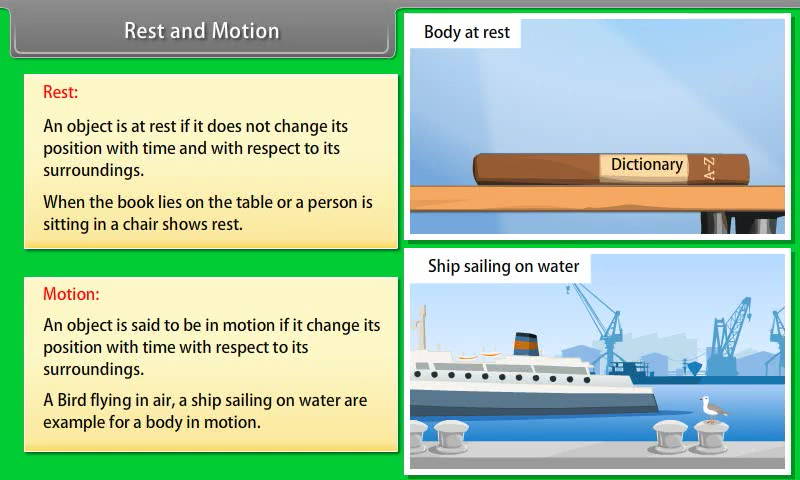 Rest and Motion
Rest:
An object is at rest if it does not change its
position with time and with respect to its
surroundings.
When the book lies on the table or a person is
sitting in a chair shows rest.
Motion:
An object is said to be in motion if it change its
position with time with respect to its
surroundings.
A Bird flying in air, a ship sailing on water are
example for a body in motion.
Body at rest
Dictionary
A–Z
Ship sailing on water